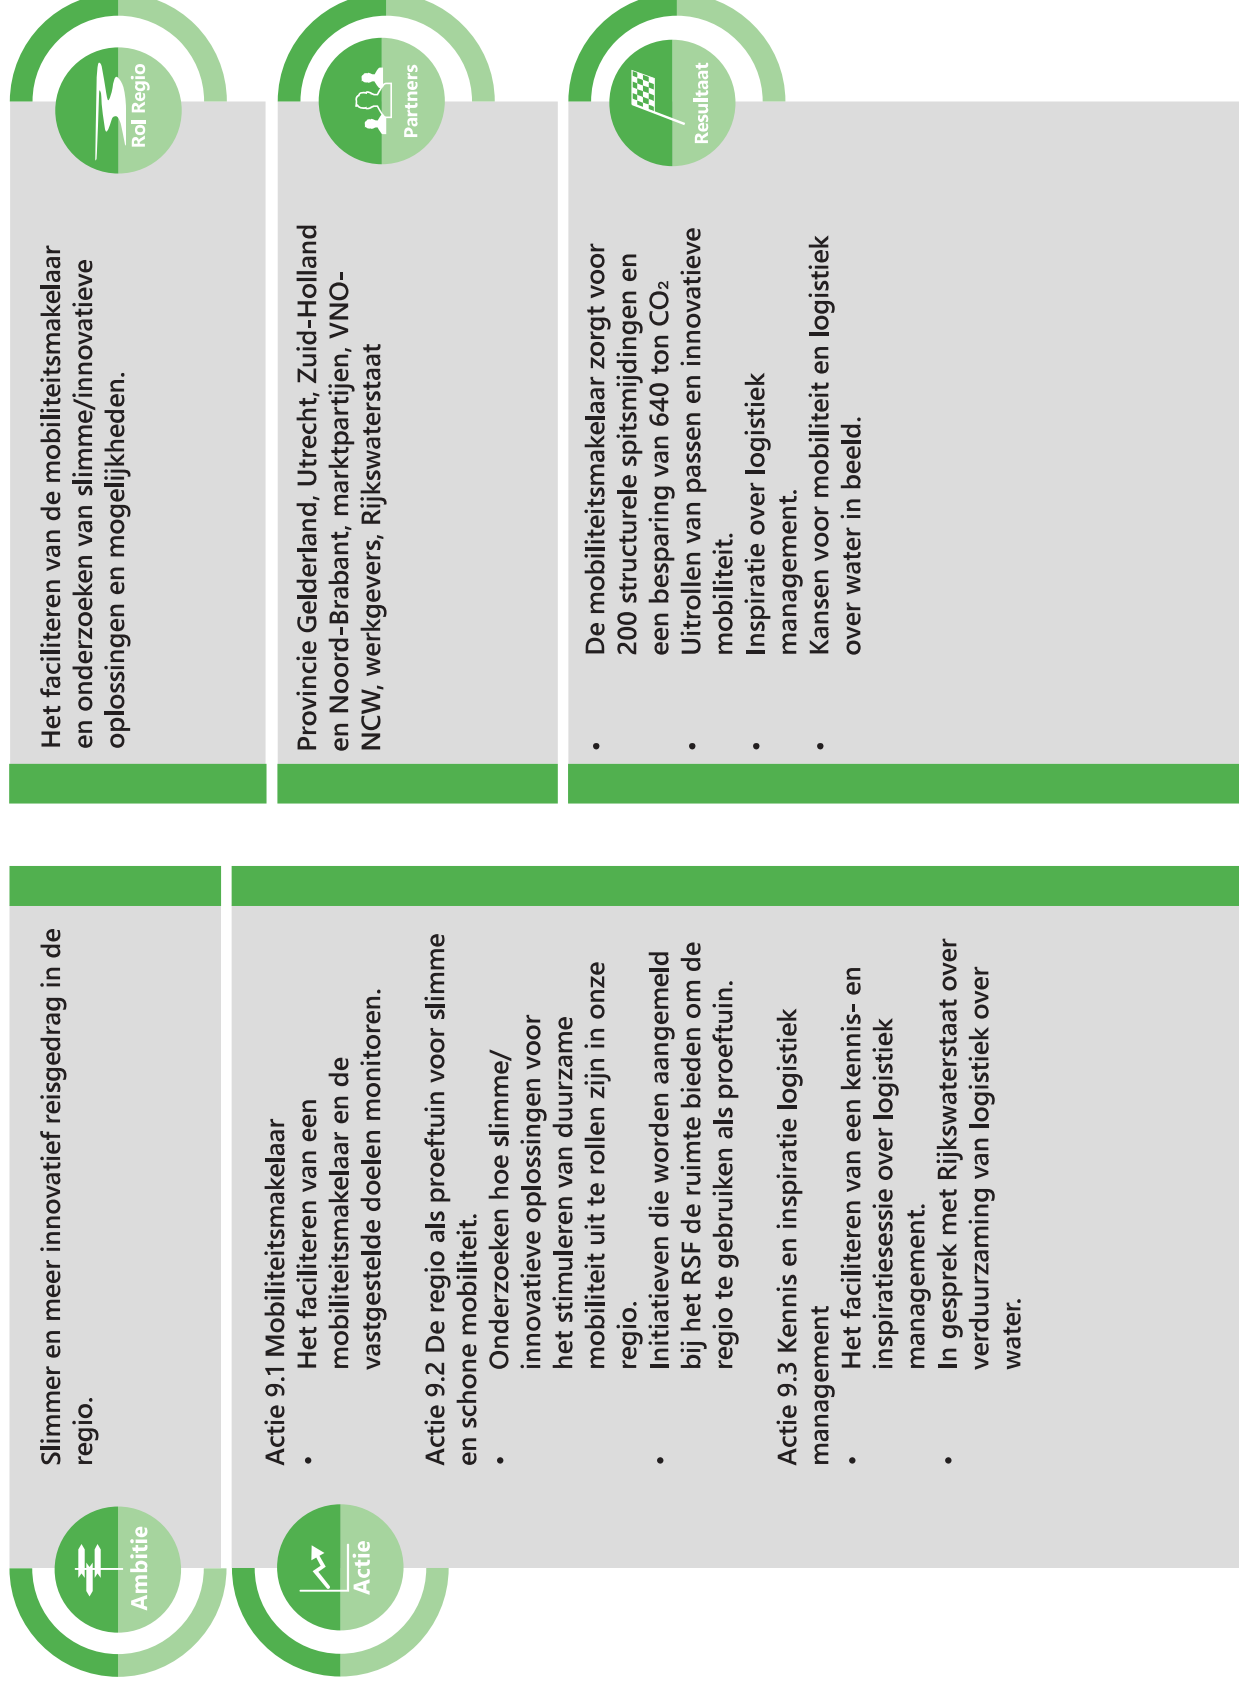 Ambitie
Slimmer en meer innovatief reisgedrag in de
regio.
Actie
Actie 9.1 Mobiliteitsmakelaar
• Het faciliteren van een
mobiliteitsmakelaar en de
vastgestelde doelen monitoren.
Actie 9.2 De regio als proeftuin voor slimme
en schone mobiliteit.
• Onderzoeken hoe slimme/
innovatieve oplossingen voor
het stimuleren van duurzame
mobiliteit uit te rollen zijn in onze
regio.
• Initiatieven die worden aangemeld
bij het RSF de ruimte bieden om de
regio te gebruiken als proeftuin.
Actie 9.3 Kennis en inspiratie logistiek
management
• Het faciliteren van een kennis- en
inspiratiesessie over logistiek
management.
• In gesprek met Rijkswaterstaat over
verduurzaming van logistiek over
water.
Rol Regio
Het faciliteren van de mobiliteitsmakelaar
en onderzoeken van slimme/innovatieve
oplossingen en mogelijkheden.
Partners
Provincie Gelderland, Utrecht, Zuid-Holland
en Noord-Brabant, marktpartijen, VNO-
NCW, werkgevers, Rijkswaterstaat
Resultaat
• De mobiliteitsmakelaar zorgt voor
200 structurele spitsmijdingen en
een besparing van 640 ton CO₂
• Uitrollen van passen en innovatieve
mobiliteit.
• Inspiratie over logistiek
management.
• Kansen voor mobiliteit en logistiek
over water in beeld.